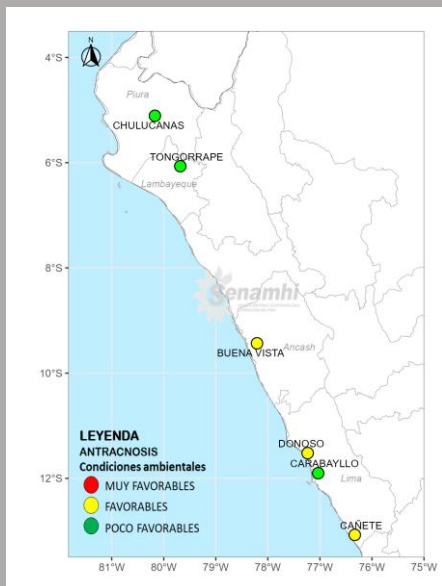 N
4°S
Piura
CHULUCANAS
TONGORRAPE
6°S
Lambayeque
8°S
Senamhi
Ancash
BUENA VISTA
10°S
DONOSO
CARABAYLLO
12°S
Lima
CAÑETE
LEYENDA
ANTRACNOSIS
Condiciones ambientales
MUY FAVORABLES
FAVORABLES
POCO FAVORABLES
81°W 80°W 79°W 78°W 77°W 76°W 75°W